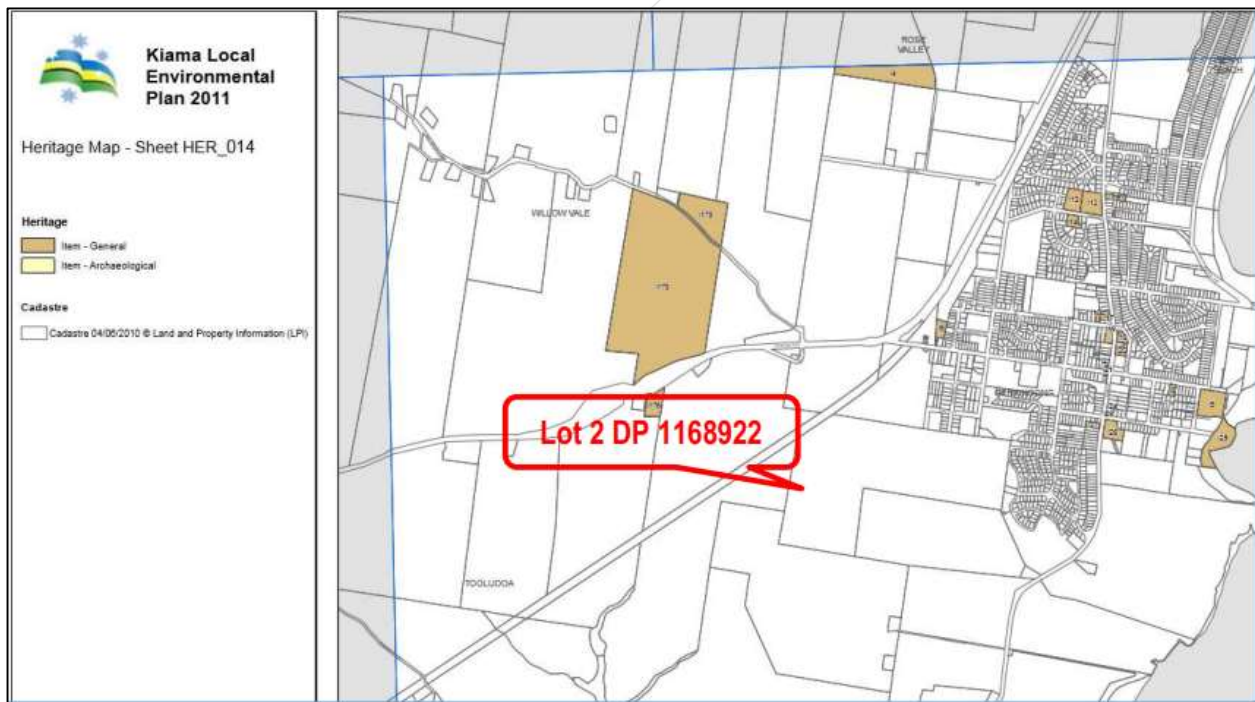 Kiama Local
Environmental
Plan 2011
Heritage Map - Sheet HER_014
Heritage
Item - General
Item - Archaeological
Cadastre
Cadastre 04/06/2010 © Land and Property Information (LPI)
ROSE
VALLEY
WILLOW VALE
Lot 2 DP 1168922
GERRINGONG
TOOLIJOOA